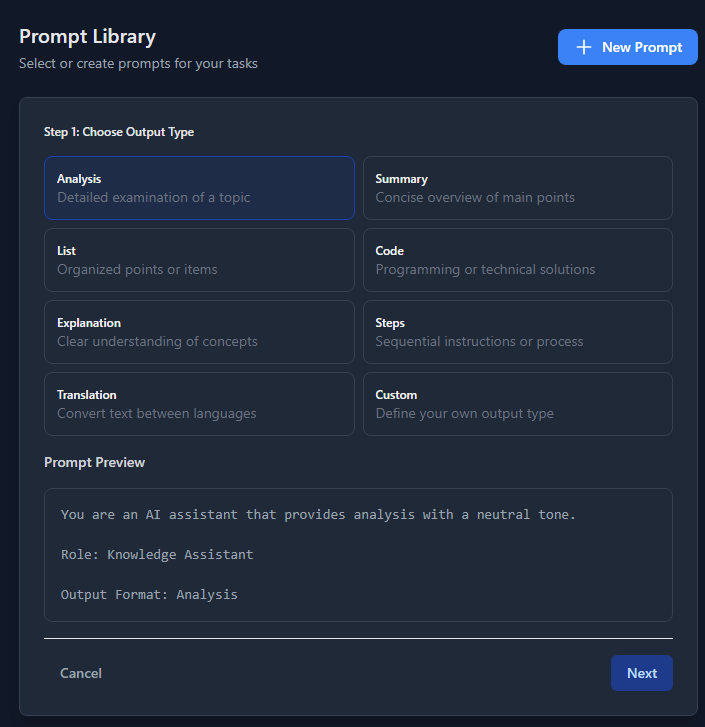 Prompt Library
Select or create prompts for your tasks
New Prompt
Step 1: Choose Output Type
Analysis
Detailed examination of a topic
Summary
Concise overview of main points
List
Organized points or items
Code
Programming or technical solutions
Explanation
Clear understanding of concepts
Steps
Sequential instructions or process
Translation
Convert text between languages
Custom
Define your own output type
Prompt Preview
You are an AI assistant that provides analysis with a neutral tone.
Role: Knowledge Assistant
Output Format: Analysis
Cancel
Next